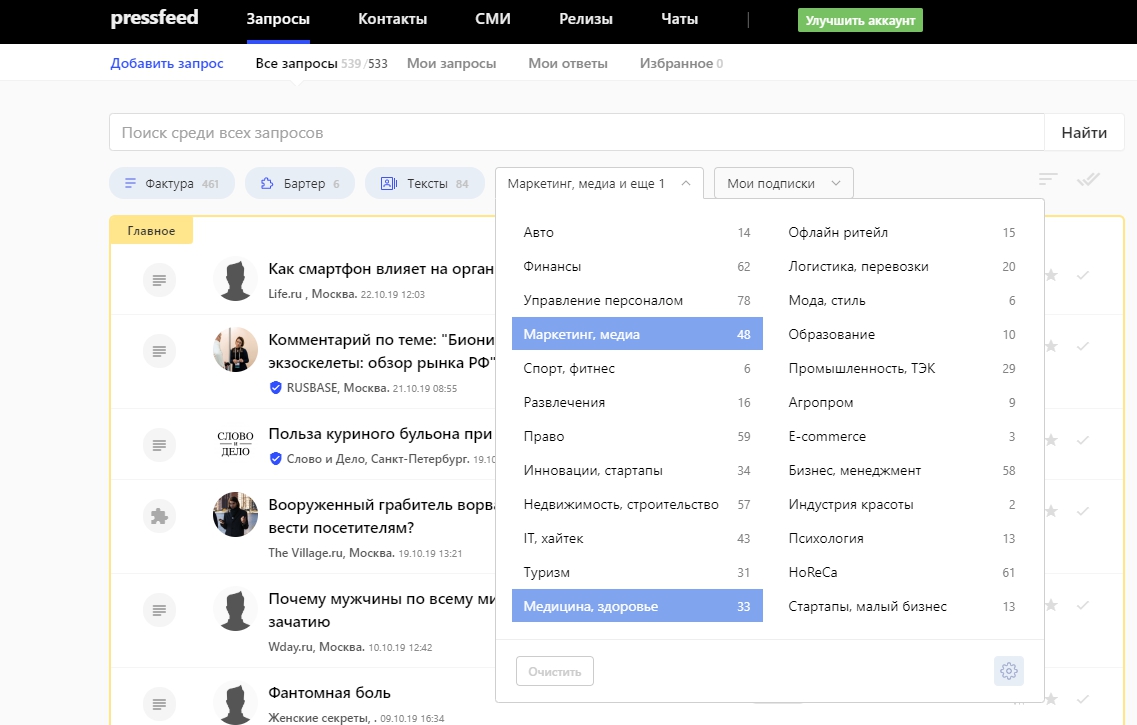 pressfeed Запросы Контакты СМИ Релизы Чаты Улучшить аккаунт
Добавить запрос Все запросы 539 / 533 Мои запросы Мои ответы Избранное 0
Поиск среди всех запросов Найти
Фактура 461 Бартер 6 Тексты 84 Маркетинг, медиа и еще 1 Мои подписки
Главное
Как смартфон влияет на орган
Life.ru , Москва. 22.10.19 12:03
Комментарий по теме: "Биони
экзоскелеты: обзор рынка РФ"
RUSBASE, Москва. 21.10.19 08:55
СЛОВО
и
ДЕЛО
Польза куриного бульона при
Слово и Дело, Санкт-Петербург. 19.10
Вооруженный грабитель ворва
вести посетителям?
The Village.ru, Москва. 19.10.19 13:21
Почему мужчины по всему ми
зачатию
Wday.ru, Москва. 10.10.19 12:42
Фантомная боль
Женские секреты, . 09.10.19 16:34
Авто 14
Финансы 62
Управление персоналом 78
Маркетинг, медиа 48
Спорт, фитнес 6
Развлечения 16
Право 59
Инновации, стартапы 34
Недвижимость, строительство 57
IT, хайтек 43
Туризм 31
Медицина, здоровье 33
Офлайн ритейл 15
Логистика, перевозки 20
Мода, стиль 6
Образование 10
Промышленность, ТЭК 29
Агропром 9
E-commerce 3
Бизнес, менеджмент 58
Индустрия красоты 2
Психология 13
HoReCa 61
Стартапы, малый бизнес 13
Очистить